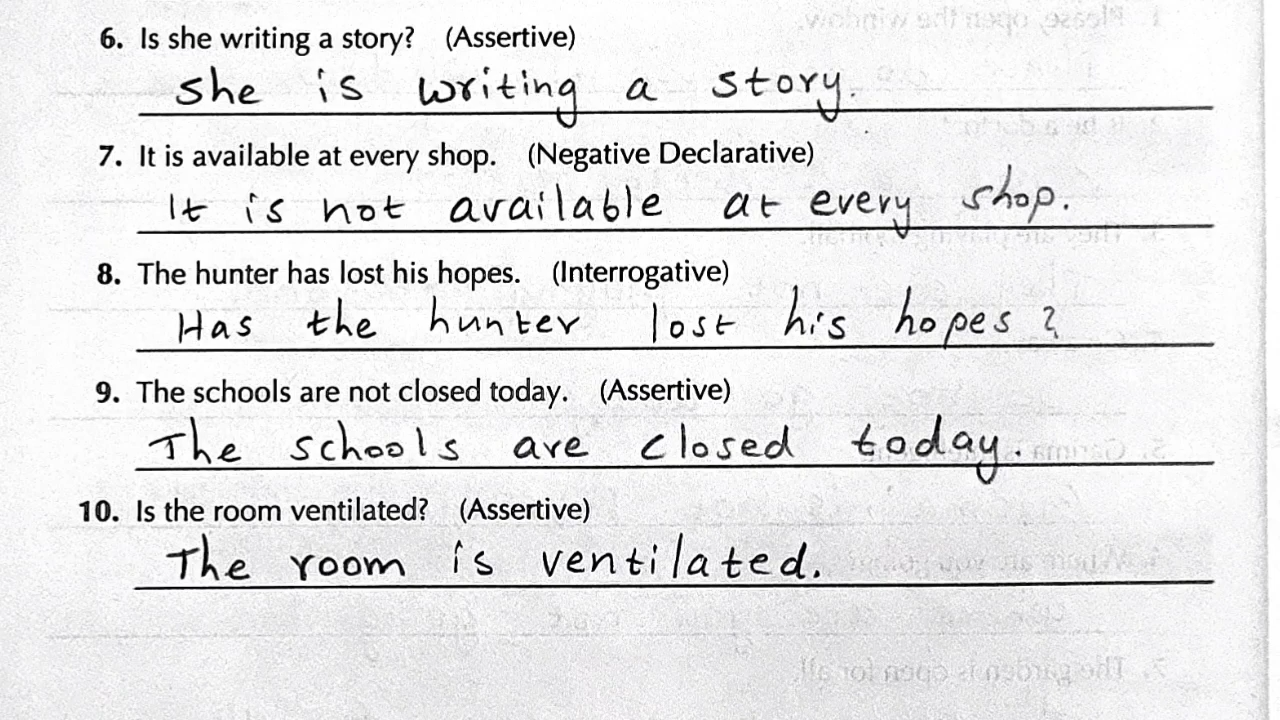 6. Is she writing a story? (Assertive)
She is writing a story.
7. It is available at every shop. (Negative Declarative)
It is not available at every shop.
8. The hunter has lost his hopes. (Interrogative)
Has the hunter lost his hopes?
9. The schools are not closed today. (Assertive)
The schools are closed today.
10. Is the room ventilated? (Assertive)
The room is ventilated.